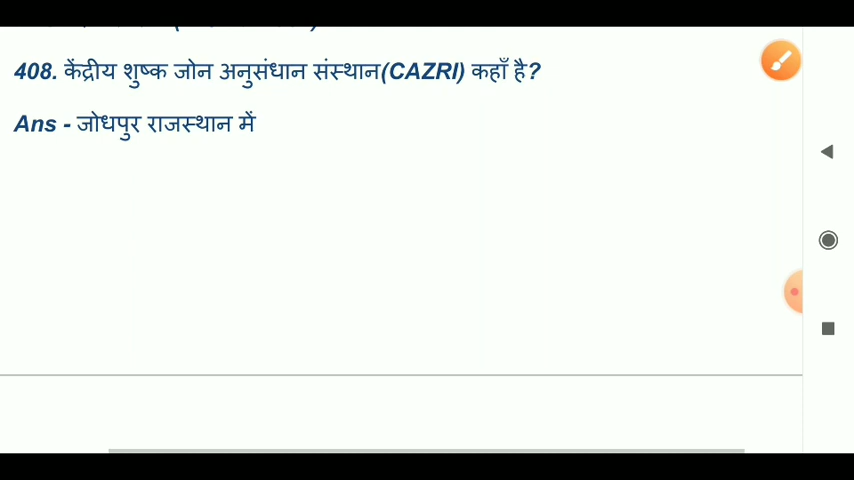 408. केंद्रीय शुष्क जोन अनुसंधान संस्थान(CAZRI) कहाँ है?
Ans - जोधपुर राजस्थान में